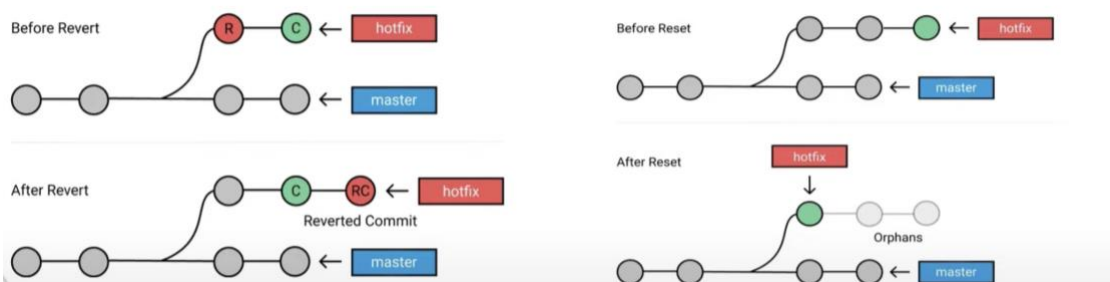 Before Revert
R
C
hotfix
master
After Revert
C
RC
hotfix
Reverted Commit
master
Before Reset
hotfix
master
After Reset
hotfix
Orphans
master